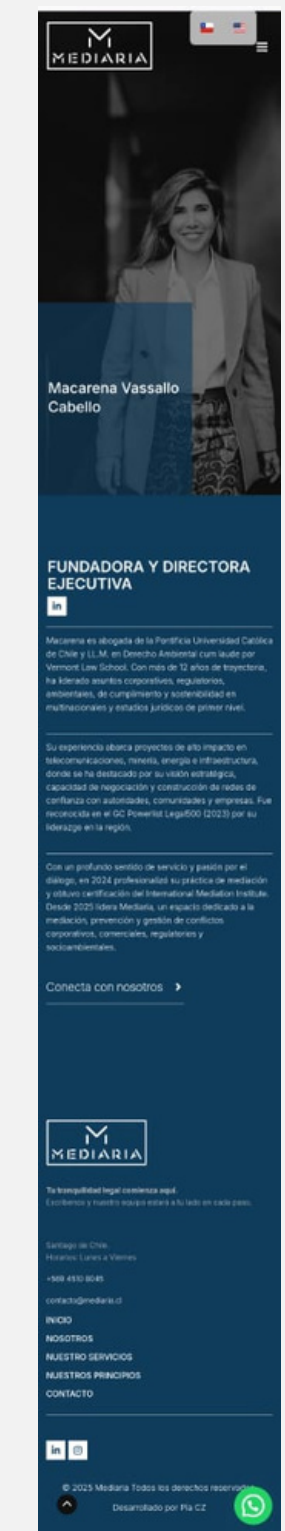 MEDIARIA
Macarena Vassallo
Cabello
FUNDADORA Y DIRECTORA
EJECUTIVA
in
Macarena es abogada de la Pontificia Universidad Católica
de Chile y LL.M. en Derecho Ambiental cum laude por
Vermont Law School. Con más de 12 años de trayectoria,
ha liderado asuntos corporativos, regulatorios,
ambientales, de cumplimiento y sostenibilidad en
multinacionales y estudios jurídicos de primer nivel.
Su experiencia abarca proyectos de alto impacto en
telecomunicaciones, minería, energía e infraestructura,
donde se ha destacado por su visión estratégica,
capacidad de negociación y construcción de redes de
confianza con autoridades, comunidades y empresas. Fue
reconocida en el GC Powerlist Legal500 (2023) por su
liderazgo en la región.
Con un profundo sentido de servicio y pasión por el
diálogo, en 2024 profesionalizó su práctica de mediación
y obtuvo certificación del International Mediation Institute.
Desde 2025 lidera Mediaria, un espacio dedicado a la
mediación, prevención y gestión de conflictos
corporativos, comerciales, regulatorios y
socioambientales.
Conecta con nosotros
MEDIARIA
Tu tranquilidad legal comienza aquí.
Escríbenos y nuestro equipo estará a tu lado en cada paso.
Santiago de Chile.
Horarios: Lunes a Viernes
+569 4510 8045
contacto@mediaria.cl
INICIO
NOSOTROS
NUESTRO SERVICIOS
NUESTROS PRINCIPIOS
CONTACTO
in
© 2025 Mediaria Todos los derechos reservados
Desarrollado por Pla CZ